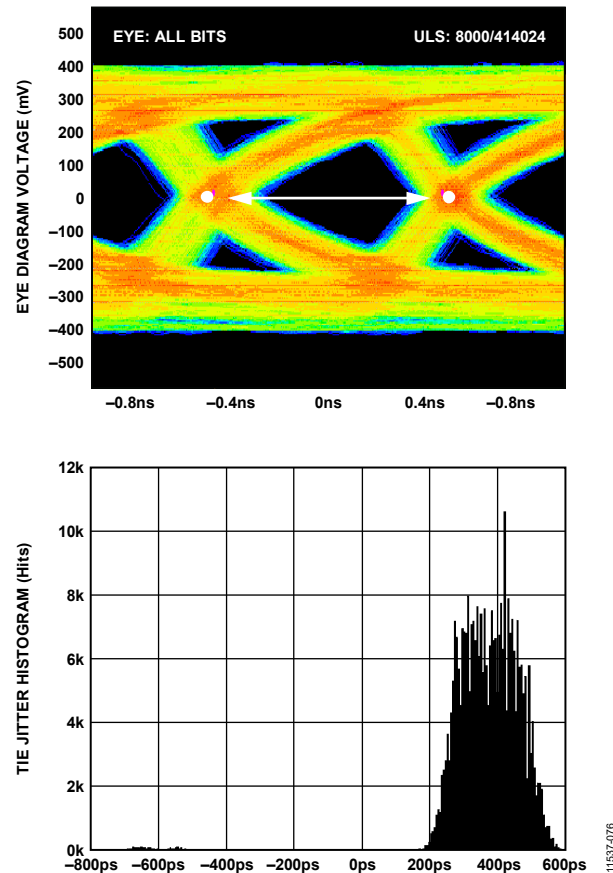 EYE: ALL BITS
ULS: 8000/414024
EYE DIAGRAM VOLTAGE (mV)
500
400
300
200
100
0
–100
–200
–300
–400
–500
–0.8ns
–0.4ns
0ns
0.4ns
–0.8ns
TIE JITTER HISTOGRAM (Hits)
12k
10k
8k
6k
4k
2k
0k
–800ps
–600ps
–400ps
–200ps
0ps
200ps
400ps
600ps
11537-076